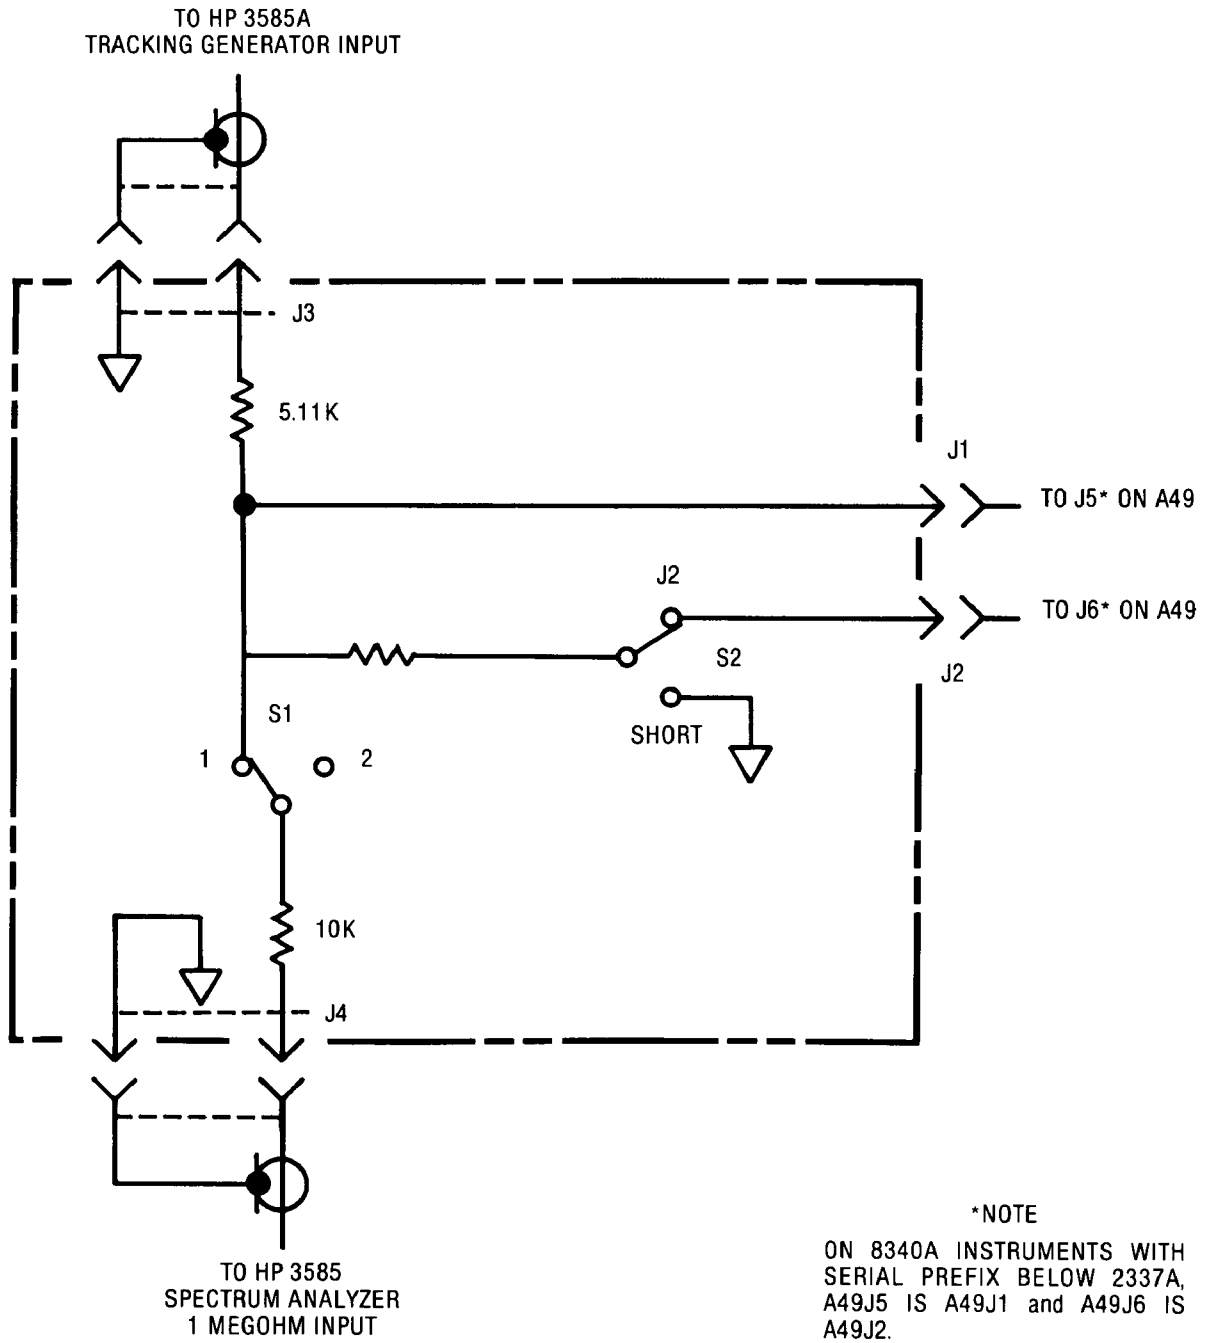 TO HP 3585A
TRACKING GENERATOR INPUT
J3
5.11K
J1
TO J5* ON A49
J2
TO J6* ON A49
S2
J2
S1
SHORT
1
2
10K
J4
TO HP 3585
SPECTRUM ANALYZER
1 MEGOHM INPUT
*NOTE
ON 8340A INSTRUMENTS WITH
SERIAL PREFIX BELOW 2337A,
A49J5 IS A49J1 and A49J6 IS
A49J2.